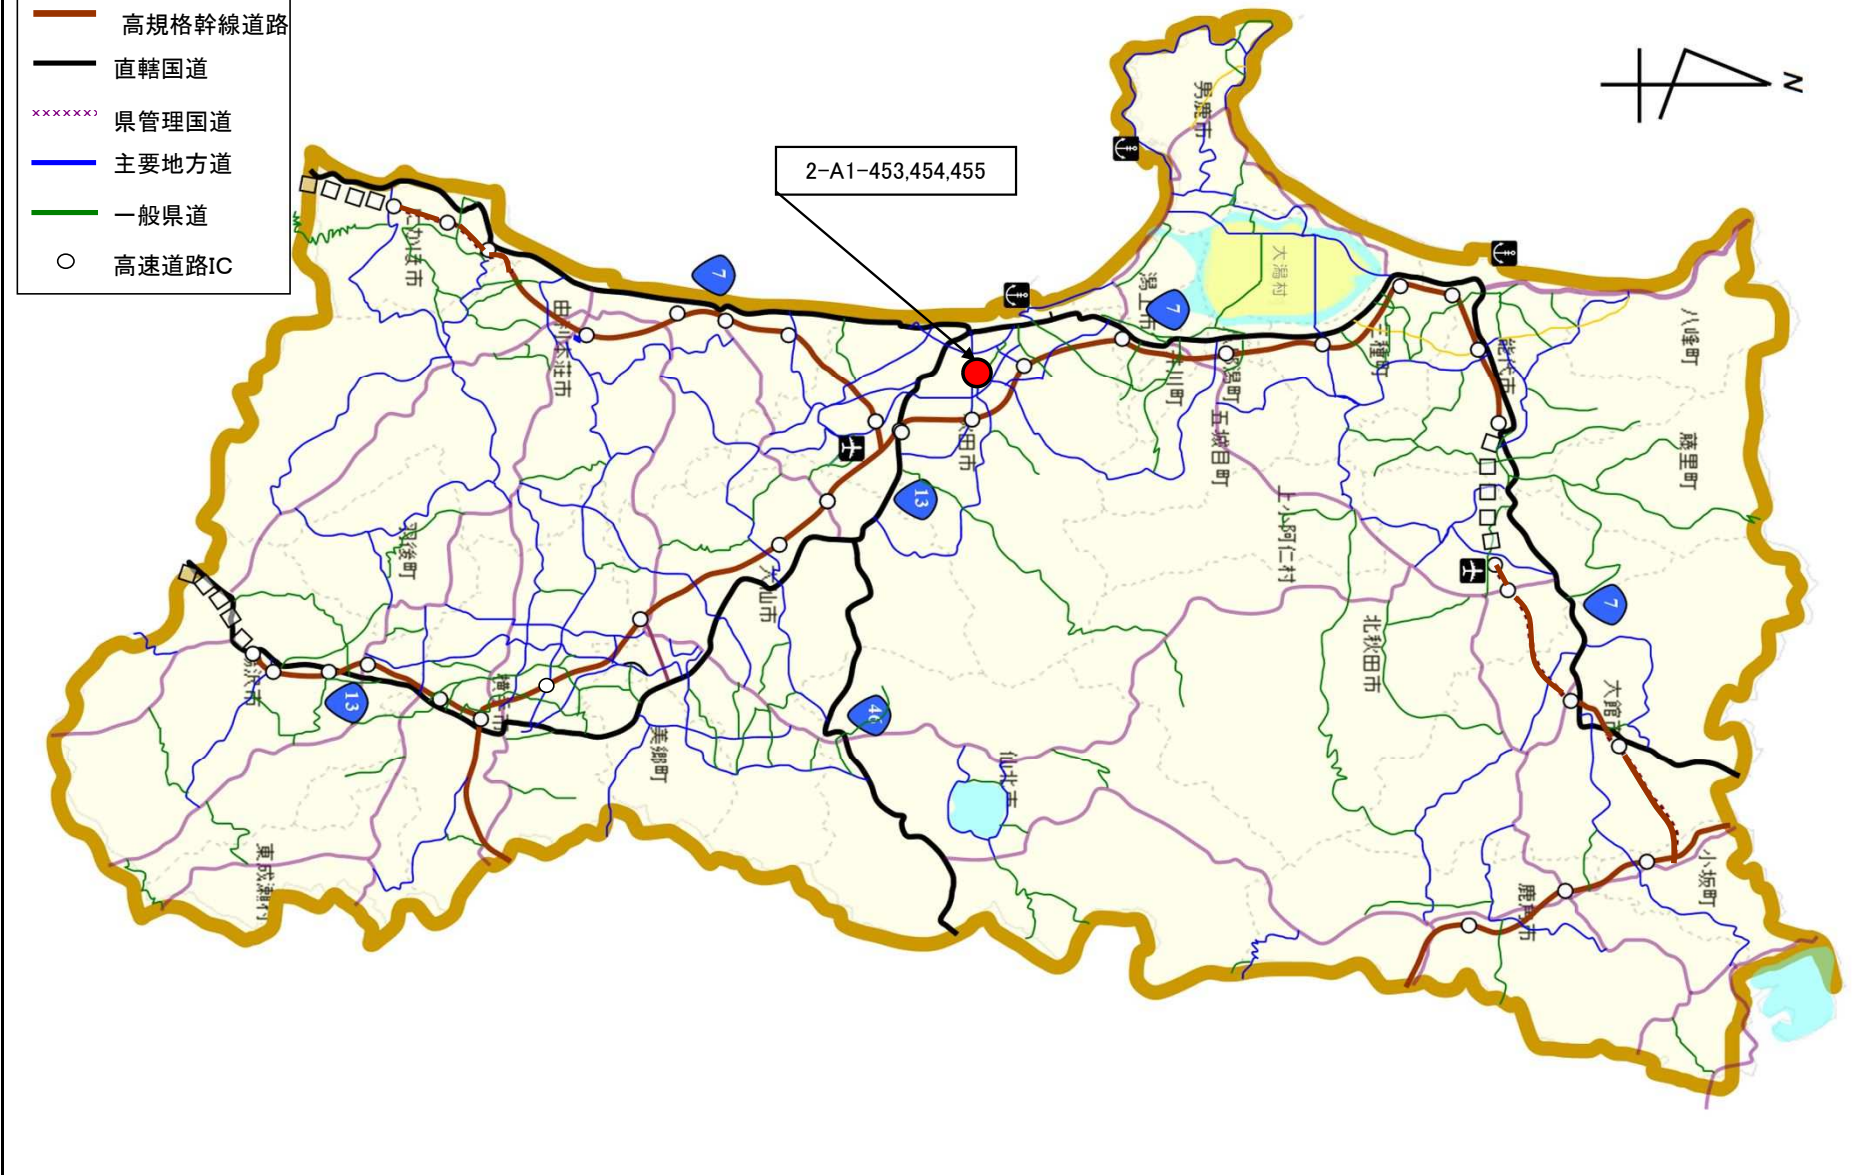 高規格幹線道路
直轄国道
県管理国道
主要地方道
一般県道
高速道路IC
2-A1-453,454,455
N
男鹿市
大潟村
潟上市
7
7
にかほ市
由利本荘市
井川町
八郎潟町
五城目町
三種町
能代市
八峰町
藤里町
秋田市
13
上小阿仁村
羽後町
大仙市
北秋田市
7
湯沢市
13
横手市
46
大館市
美郷町
仙北市
東成瀬村
鹿角市
小坂町